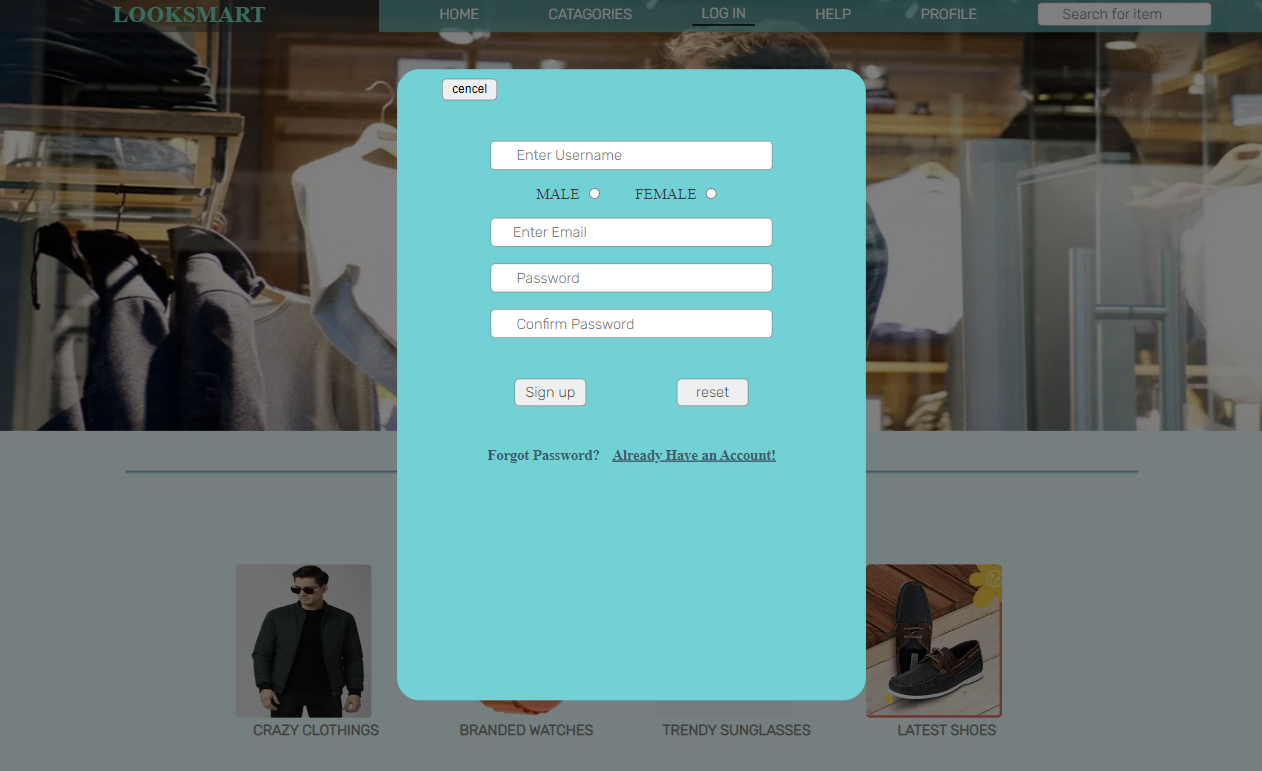 LOOKSMART HOME CATAGORIES LOG IN HELP PROFILE Search for item
cencel
Enter Username
MALE FEMALE
Enter Email
Password
Confirm Password
Sign up reset
Forgot Password? Already Have an Account!
CRAZY CLOTHINGS BRANDED WATCHES TRENDY SUNGLASSES LATEST SHOES